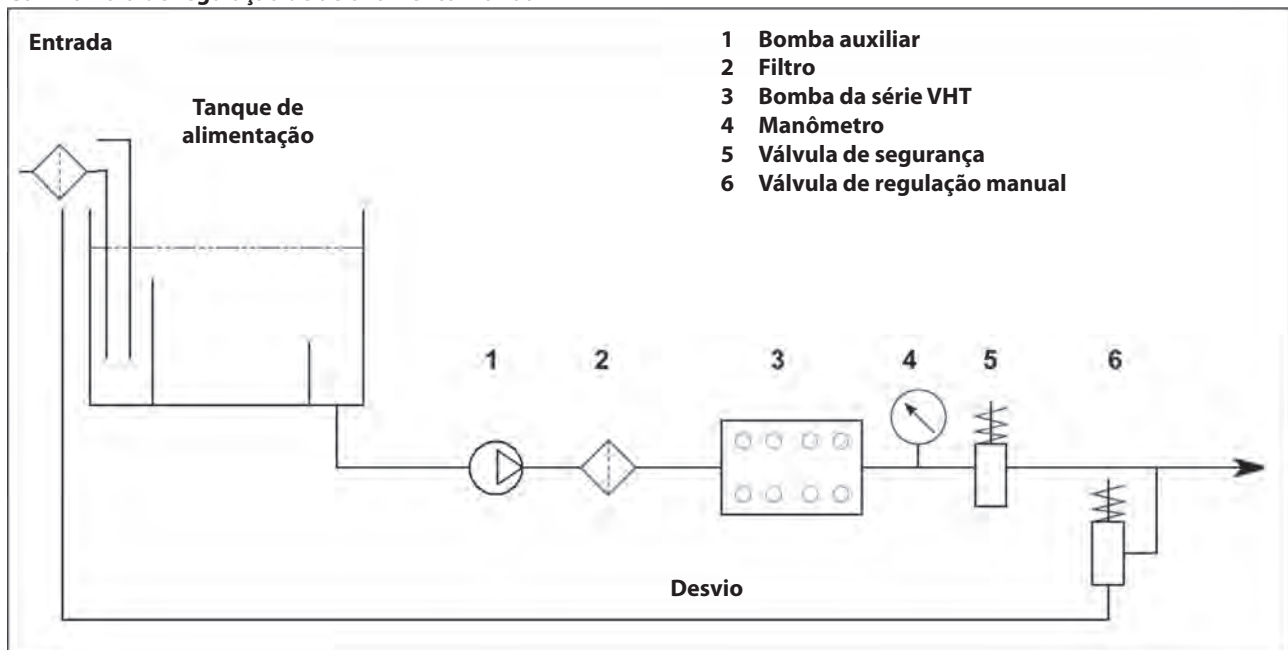 Entrada
1 Bomba auxiliar
2 Filtro
3 Bomba da série VHT
4 Manômetro
5 Válvula de segurança
6 Válvula de regulação manual
Tanque de
alimentação
1 2 3 4 5 6
Desvio